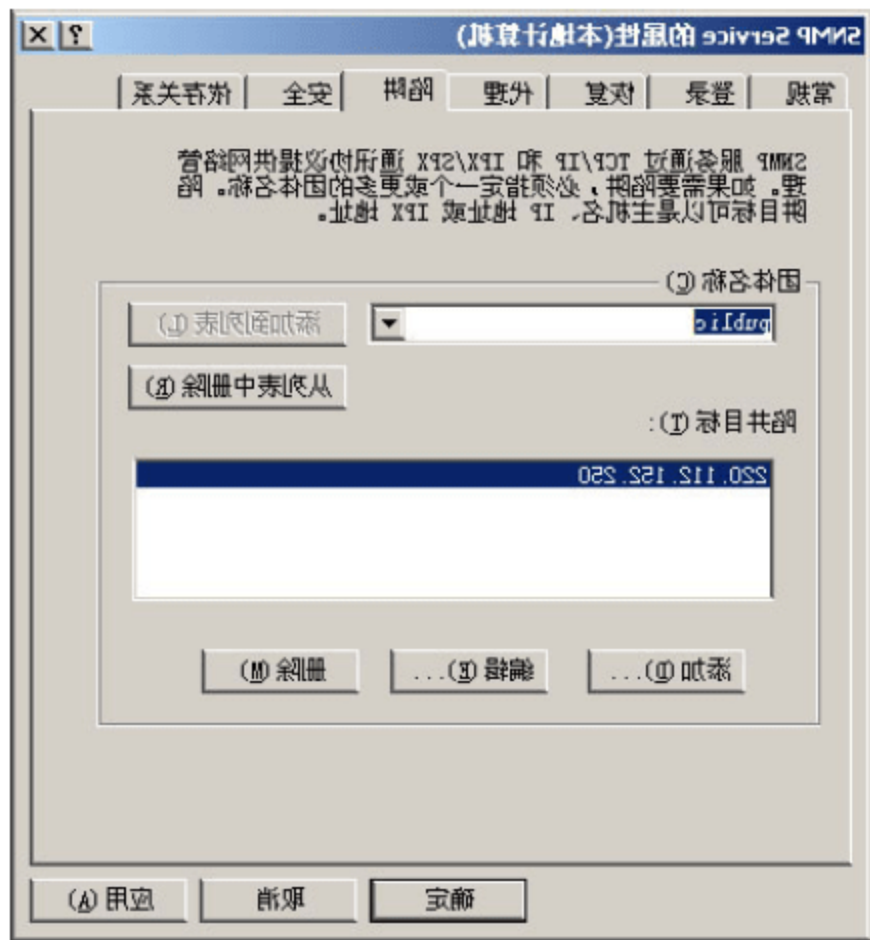 SNMP Service 的属性(本地计算机)
常规 登录 恢复 代理 陷阱 安全 依存关系
SNMP 服务通过 TCP/IP 和 IPX/SPX 通讯协议提供网络管
理。如果需要陷阱，必须指定一个或更多的团体名称。陷
阱目标可以是主机名、IP 地址或 IPX 地址。
团体名称(C)
public 添加到列表(L)
从列表中删除(R)
陷井目标(T):
220.112.152.250
添加(D)... 编辑(E)... 删除(M)
确定 取消 应用(A)